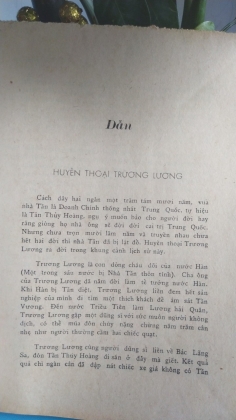 Dẫn
HUYỀN THOẠI TRƯƠNG LƯƠNG
Cách đây hai ngàn một trăm tám mươi năm, vua
nhà Tần là Doanh Chính thống nhất Trung Quốc, tự hiệu
là Tần Thủy Hoàng, ngụ ý muốn bảo cho người đời hay
rằng giòng họ nhà ông sẽ đời đời cai trị Trung Quốc.
Nhưng chưa trọn mười lăm năm và truyền nhau chưa
hết hai đời thì nhà Tần đã bị lật đổ. Huyền thoại Trương
Lương ra đời trong khung cảnh lịch sử này.
Trương Lương là con dòng cháu dõi của nước Hàn
(Một trong sáu nước bị Nhà Tần thôn tính). Cha ông
của Trương Lương đã năm đời làm tể tướng nước Hàn.
Khi Hàn bị Tần diệt, Trương Lương liền đem hết sản
nghiệp của mình đi tìm một thích khách để ám sát Tần
Vương. Đến nước Triều Tiên làm Lương hải Quân,
Trương Lương gặp một dũng sĩ với sức muôn người không
địch, có thể múa đôn chùy nặng chừng năm trăm cân
nhẹ như người thường cầm hai chiếc quạt.
Trương Lương cùng người dũng sĩ liền về Bác Lãng
Sa, đón Tần Thủy Hoàng đi săn ở đây mà giết. Kết quả
quả chỉ ngàn cân đã đập nát chiếc xe giả không có Tần